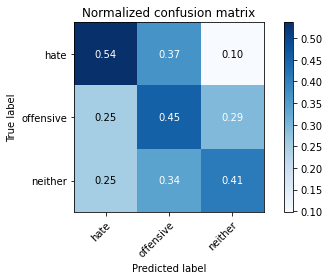 Normalized confusion matrix
True label
hate
offensive
neither
0.54 0.37 0.10
0.25 0.45 0.29
0.25 0.34 0.41
hate
offensive
neither
Predicted label
0.50
0.45
0.40
0.35
0.30
0.25
0.20
0.15
0.10